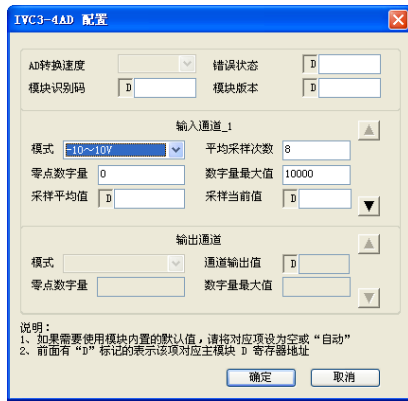 IVC3-4AD 配置
AD转换速度 错误状态 D
模块识别码 D 模块版本 D
输入通道_1
模式 -10～10V 平均采样次数 8
零点数字量 0 数字量最大值 10000
采样平均值 D 采样当前值 D
输出通道
模式 通道输出值 D
零点数字量 数字量最大值
说明：
1、如果需要使用模块内置的默认值，请将对应项设为空或“自动”
2、前面有“D”标记的表示该项对应主模块 D 寄存器地址
确定 取消